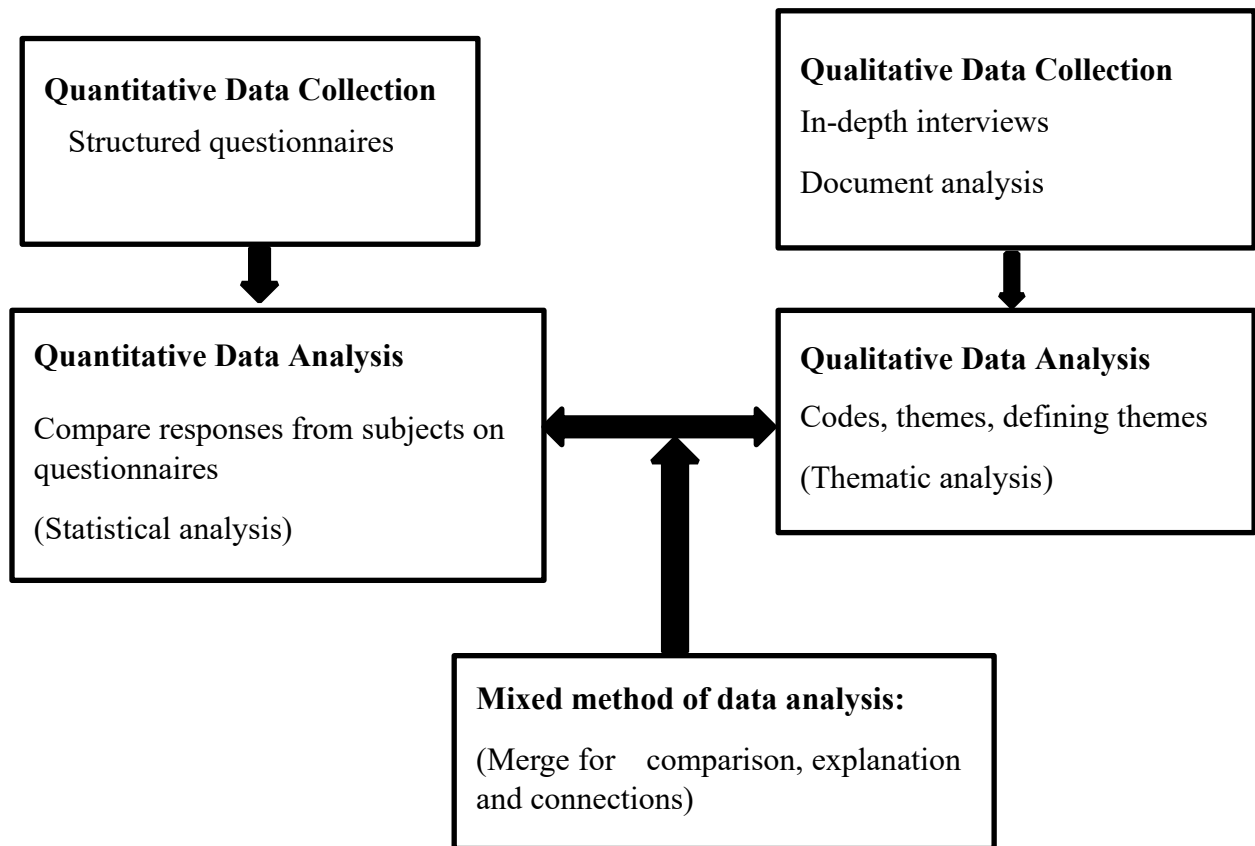 Quantitative Data Collection
Structured questionnaires
Qualitative Data Collection
In-depth interviews
Document analysis
Quantitative Data Analysis
Compare responses from subjects on
questionnaires
(Statistical analysis)
Qualitative Data Analysis
Codes, themes, defining themes
(Thematic analysis)
Mixed method of data analysis:
(Merge for comparison, explanation
and connections)